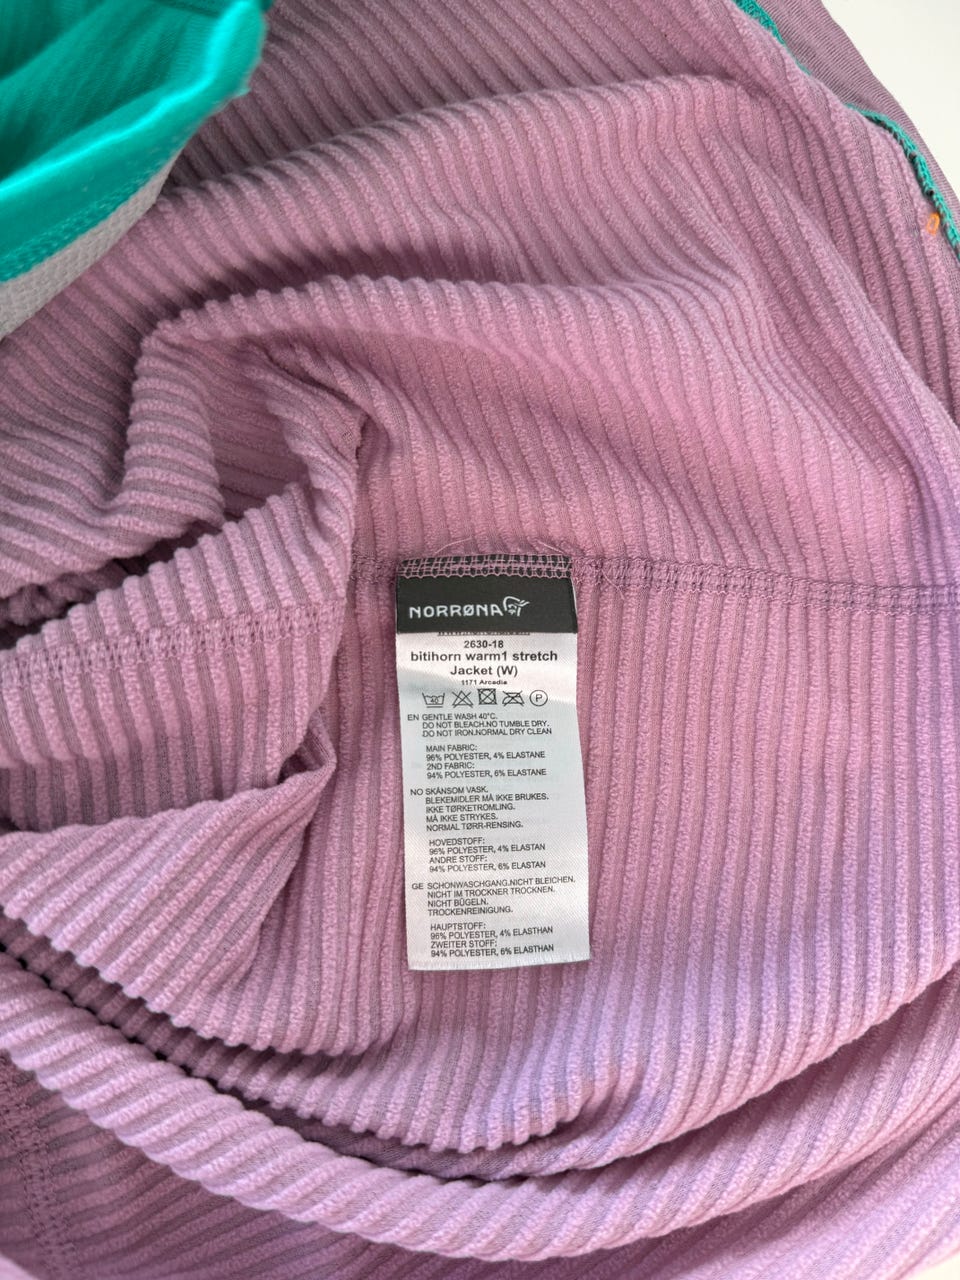 NORRØNA
2630-18
bitihorn warm1 stretch
Jacket (W)
1171 Arcadia
40
P
EN GENTLE WASH 40°C.
DO NOT BLEACH.NO TUMBLE DRY.
DO NOT IRON.NORMAL DRY CLEAN
MAIN FABRIC:
96% POLYESTER, 4% ELASTANE
2ND FABRIC:
94% POLYESTER, 6% ELASTANE
NO SKÅNSOM VASK.
BLEKEMIDLER MÅ IKKE BRUKES.
IKKE TØRKETROMLING.
MÅ IKKE STRYKES.
NORMAL TØRR-RENSING.
HOVEDSTOFF:
96% POLYESTER, 4% ELASTAN
ANDRE STOFF:
94% POLYESTER, 6% ELASTAN
GE SCHONWASCHGANG.NICHT BLEICHEN.
NICHT IM TROCKNER TROCKNEN.
NICHT BÜGELN.
TROCKENREINIGUNG.
HAUPTSTOFF:
96% POLYESTER, 4% ELASTHAN
ZWEITER STOFF:
94% POLYESTER, 6% ELASTHAN